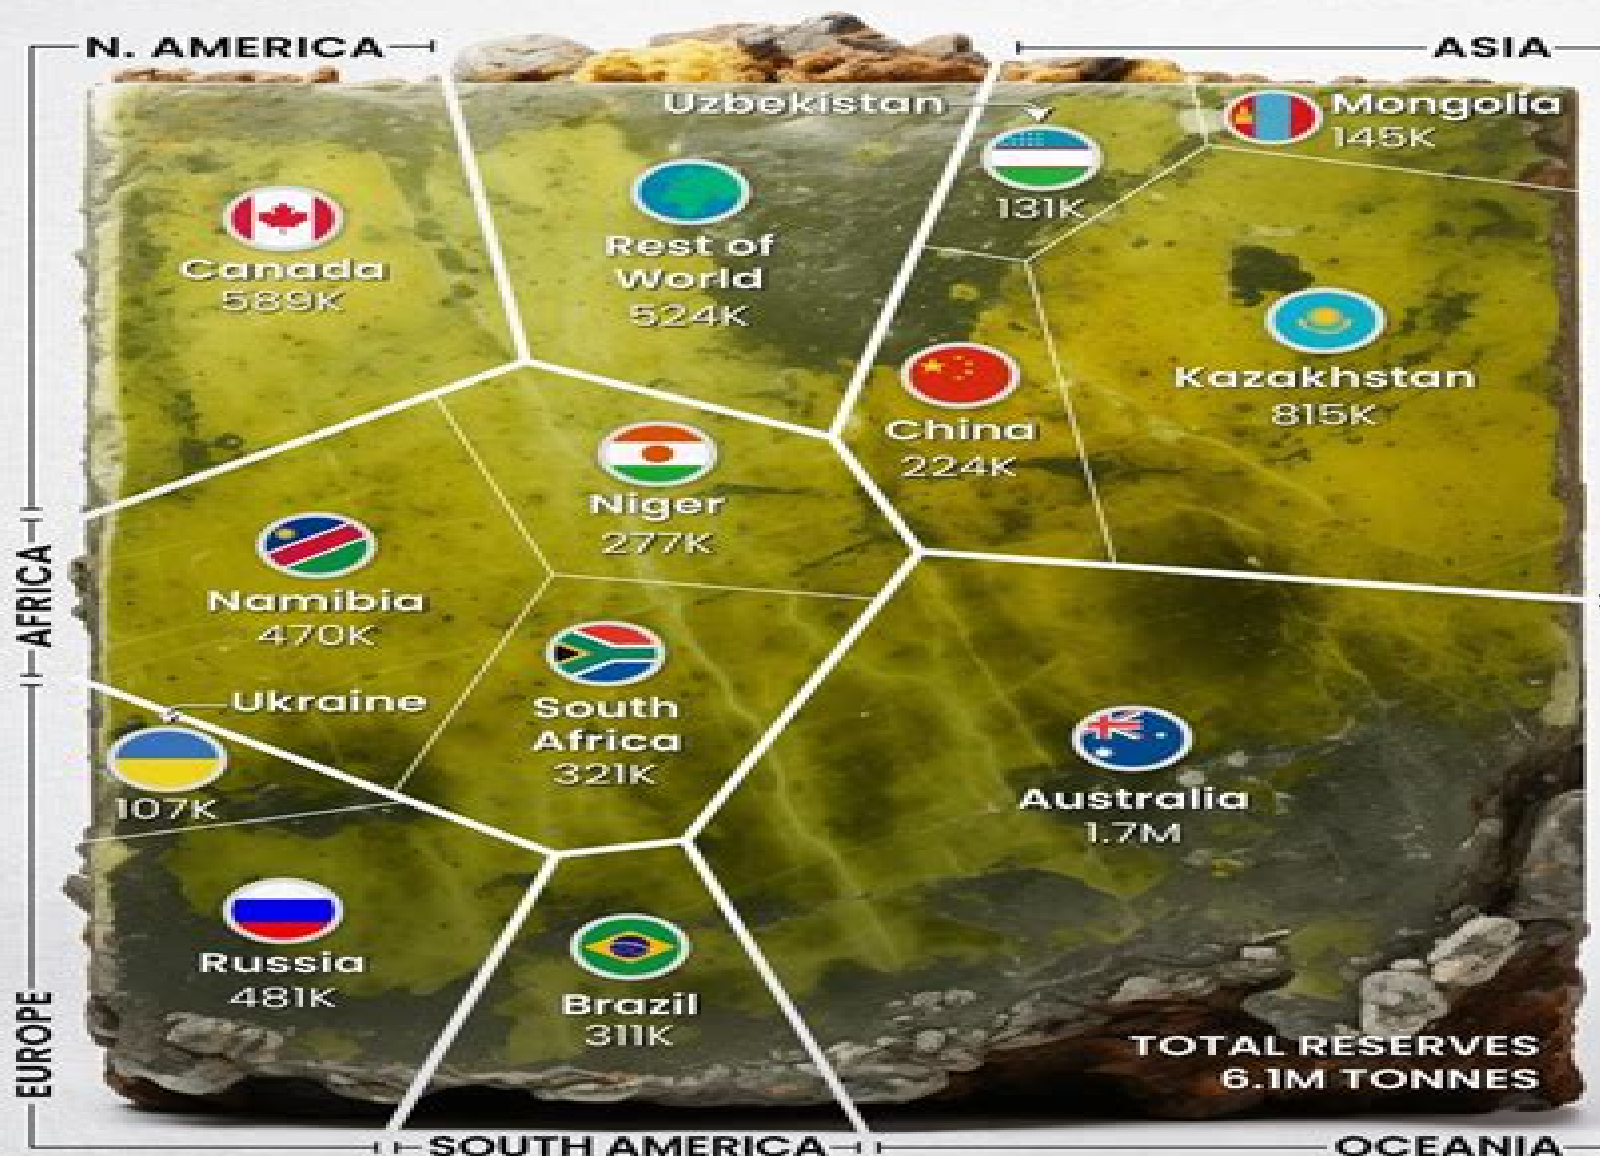 N. AMERICA
ASIA
Uzbekistan
131K
Mongolia
145K
Canada
589K
Rest of
World
524K
Kazakhstan
815K
China
224K
Niger
277K
AFRICA
Namibia
470K
Ukraine
107K
South
Africa
321K
Australia
1.7M
Russia
481K
Brazil
311K
EUROPE
TOTAL RESERVES
6.1M TONNES
SOUTH AMERICA
OCEANIA